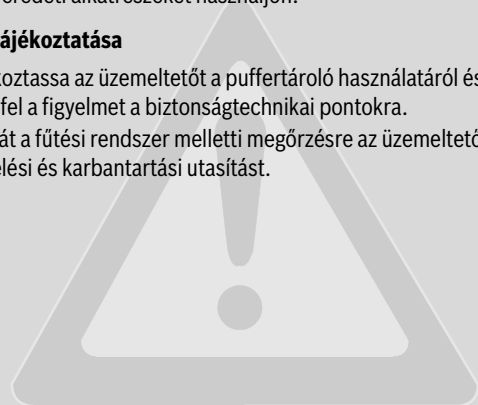 eredeti alkatrészeket használjon.
ájékoztatása
koztassa az üzemeltetőt a puffertároló használatáról és
fel a figyelmet a biztonságtechnikai pontokra.
át a fűtési rendszer melletti megőrzésre az üzemeltető
elési és karbantartási utasítást.